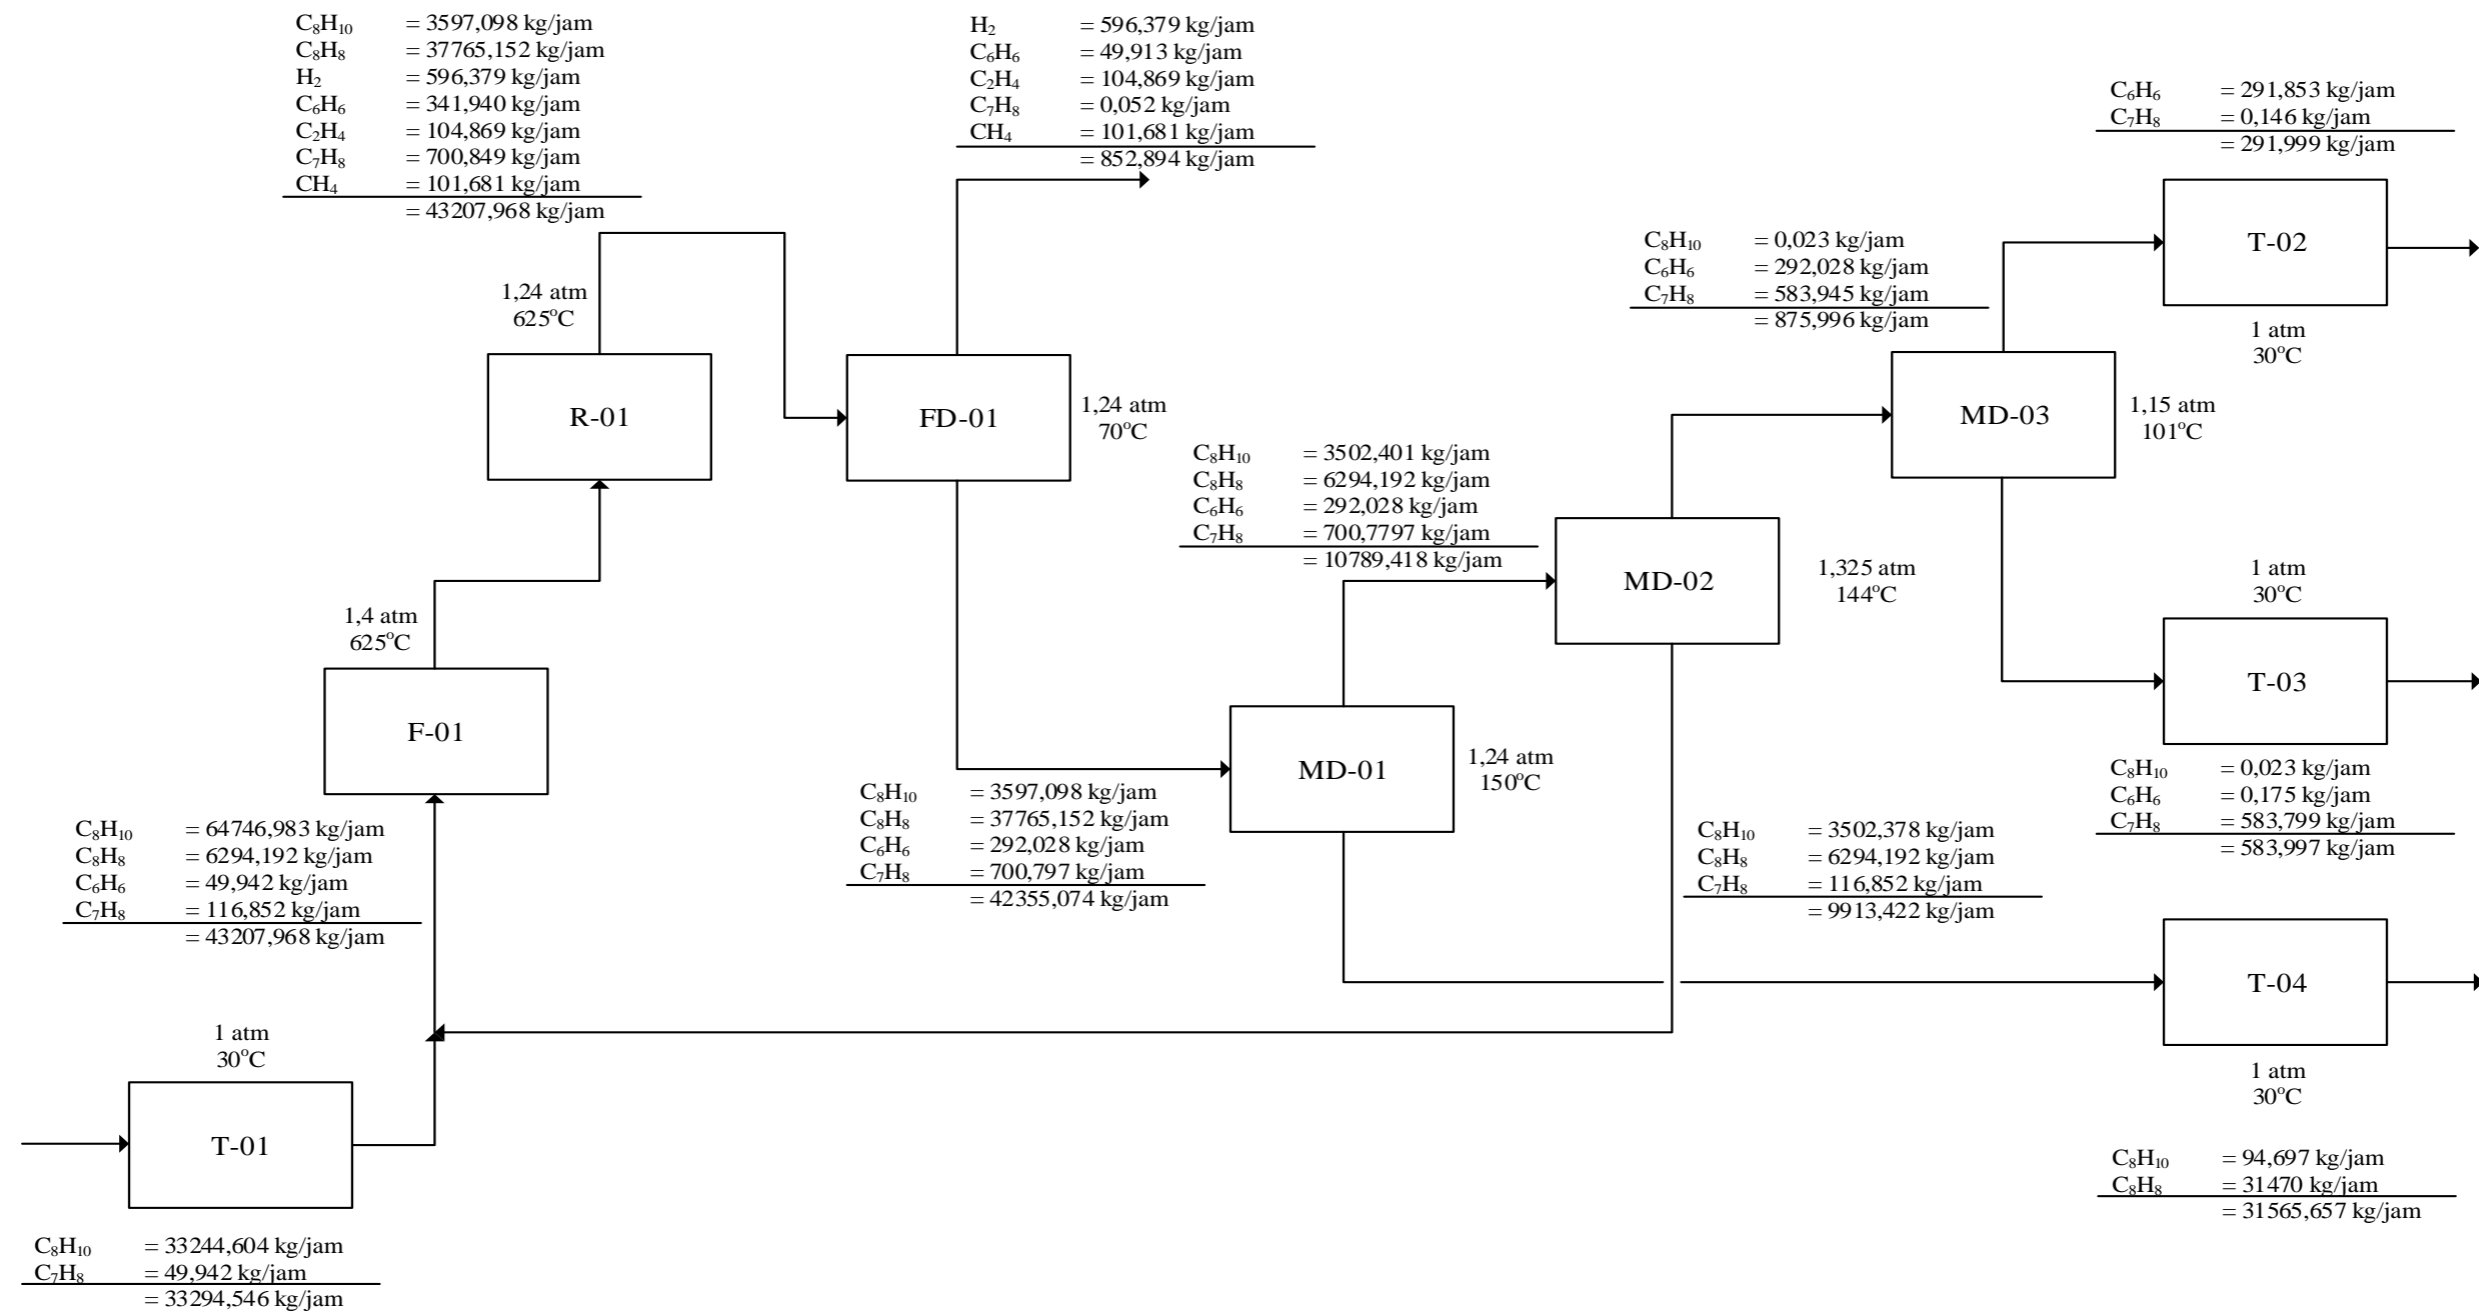 C₈H₁₀ = 3597,098 kg/jam
C₈H₈ = 37765,152 kg/jam
H₂ = 596,379 kg/jam
C₆H₆ = 341,940 kg/jam
C₂H₄ = 104,869 kg/jam
C₇H₈ = 700,849 kg/jam
CH₄ = 101,681 kg/jam
= 43207,968 kg/jam
H₂ = 596,379 kg/jam
C₆H₆ = 49,913 kg/jam
C₂H₄ = 104,869 kg/jam
C₇H₈ = 0,052 kg/jam
CH₄ = 101,681 kg/jam
= 852,894 kg/jam
C₆H₆ = 291,853 kg/jam
C₇H₈ = 0,146 kg/jam
= 291,999 kg/jam
T-02
1 atm
30°C
C₈H₁₀ = 0,023 kg/jam
C₆H₆ = 292,028 kg/jam
C₇H₈ = 583,945 kg/jam
= 875,996 kg/jam
1,24 atm
625°C
R-01
FD-01
1,24 atm
70°C
MD-03
1,15 atm
101°C
C₈H₁₀ = 3502,401 kg/jam
C₈H₈ = 6294,192 kg/jam
C₆H₆ = 292,028 kg/jam
C₇H₈ = 700,7797 kg/jam
= 10789,418 kg/jam
MD-02
1,325 atm
144°C
1 atm
30°C
T-03
C₈H₁₀ = 0,023 kg/jam
C₆H₆ = 0,175 kg/jam
C₇H₈ = 583,799 kg/jam
= 583,997 kg/jam
1,4 atm
625°C
F-01
MD-01
1,24 atm
150°C
C₈H₁₀ = 3597,098 kg/jam
C₈H₈ = 37765,152 kg/jam
C₆H₆ = 292,028 kg/jam
C₇H₈ = 700,797 kg/jam
= 42355,074 kg/jam
C₈H₁₀ = 3502,378 kg/jam
C₈H₈ = 6294,192 kg/jam
C₇H₈ = 116,852 kg/jam
= 9913,422 kg/jam
C₈H₁₀ = 64746,983 kg/jam
C₈H₈ = 6294,192 kg/jam
C₆H₆ = 49,942 kg/jam
C₇H₈ = 116,852 kg/jam
= 43207,968 kg/jam
T-04
1 atm
30°C
C₈H₁₀ = 94,697 kg/jam
C₈H₈ = 31470 kg/jam
= 31565,657 kg/jam
1 atm
30°C
T-01
C₈H₁₀ = 33244,604 kg/jam
C₇H₈ = 49,942 kg/jam
= 33294,546 kg/jam